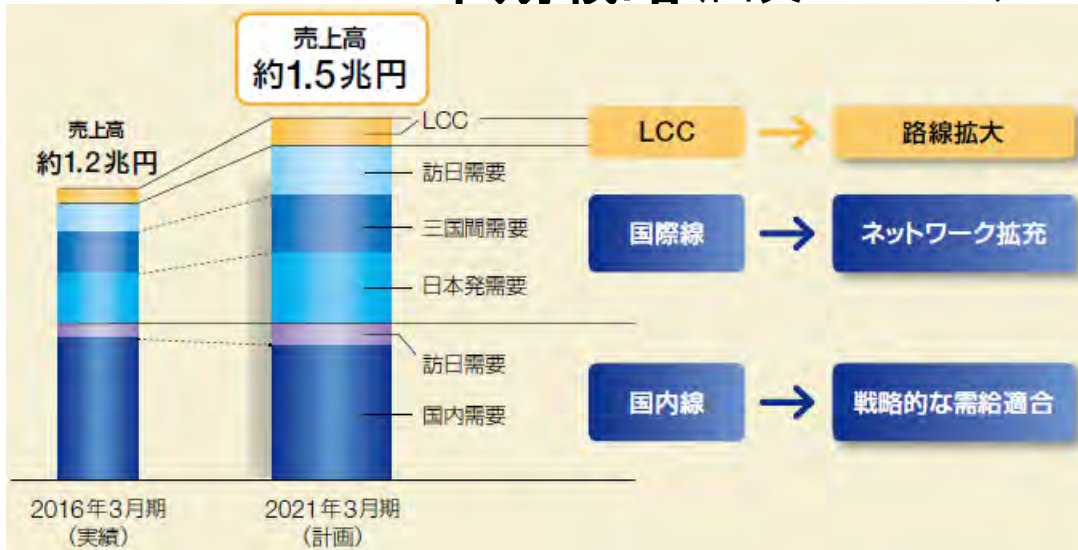 売上高
約1.5兆円
売上高
約1.2兆円
LCC
訪日需要
三国間需要
日本発需要
訪日需要
国内需要
LCC
路線拡大
国際線
ネットワーク拡充
国内線
戦略的な需給適合
2016年3月期
(実績)
2021年3月期
(計画)